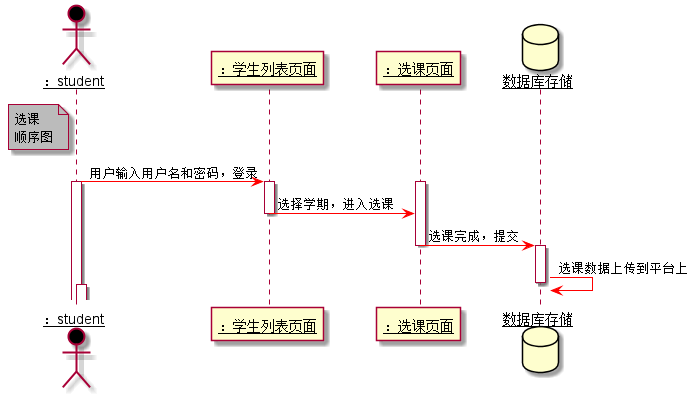 : student
: 学生列表页面
: 选课页面
数据库存储
选课
顺序图
用户输入用户名和密码，登录
选择学期，进入选课
选课完成，提交
选课数据上传到平台上
: student
: 学生列表页面
: 选课页面
数据库存储